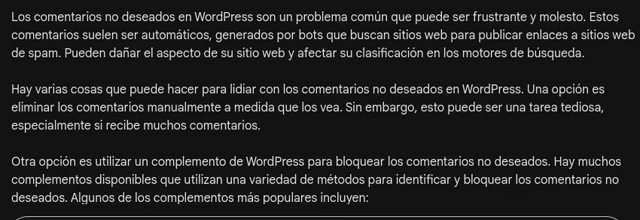 Los comentarios no deseados en WordPress son un problema común que puede ser frustrante y molesto. Estos
comentarios suelen ser automáticos, generados por bots que buscan sitios web para publicar enlaces a sitios web
de spam. Pueden dañar el aspecto de su sitio web y afectar su clasificación en los motores de búsqueda.
Hay varias cosas que puede hacer para lidiar con los comentarios no deseados en WordPress. Una opción es
eliminar los comentarios manualmente a medida que los vea. Sin embargo, esto puede ser una tarea tediosa,
especialmente si recibe muchos comentarios.
Otra opción es utilizar un complemento de WordPress para bloquear los comentarios no deseados. Hay muchos
complementos disponibles que utilizan una variedad de métodos para identificar y bloquear los comentarios no
deseados. Algunos de los complementos más populares incluyen: